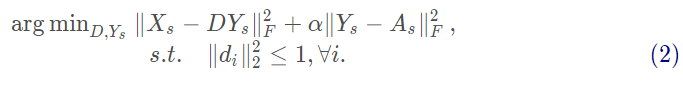 arg min_{D,Y_s} ‖X_s − DY_s‖_F^2 + α‖Y_s − A_s‖_F^2 ,
s.t. ‖d_i‖_2^2 ≤ 1, ∀i. (2)